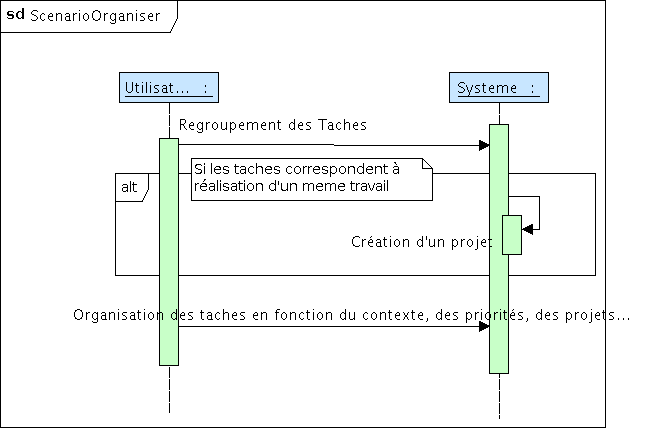 sd ScenarioOrganiser
Utilisat... :
Systeme :
Regroupement des Taches
Si les taches correspondent à
réalisation d'un meme travail
alt
Création d'un projet
Organisation des taches en fonction du contexte, des priorités, des projets...